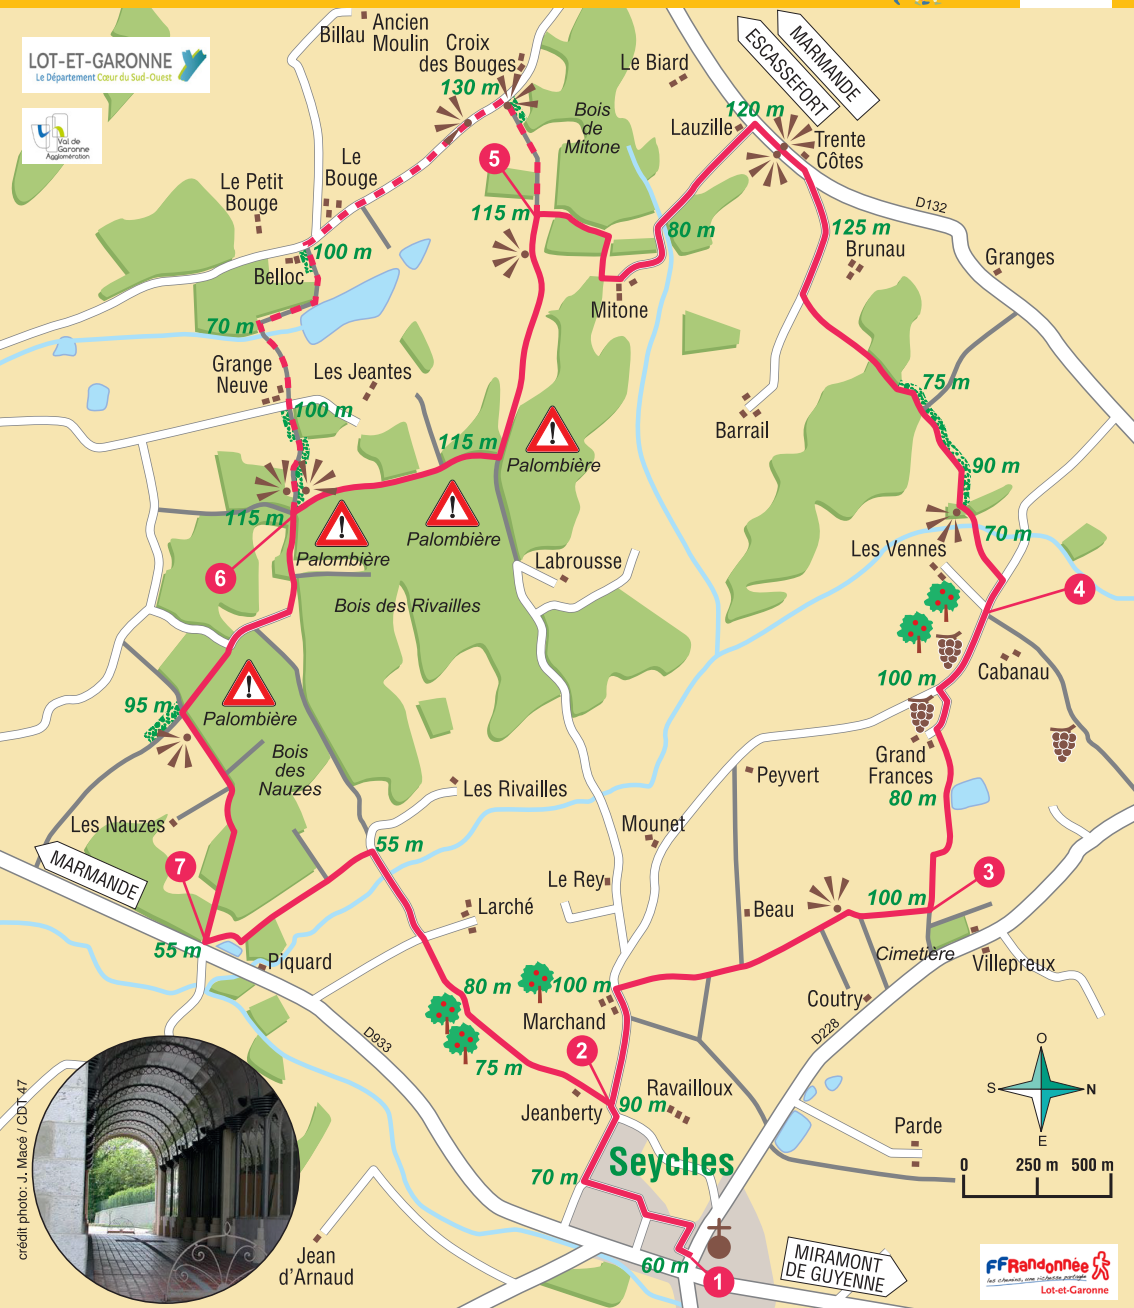 LOT-ET-GARONNE
Le Département Cœur du Sud-Ouest
Val de
Garonne
Agglomération
Billau
Ancien
Moulin
Croix
des Bouges
130 m
Le Biard
ESCASSEFORT
MARMANDE
Bois
de
Mitone
120 m
Lauzille
Trente
Côtes
Le
Bouge
Le Petit
Bouge
5
115 m
D132
80 m
125 m
Brunau
Granges
100 m
Belloc
Mitone
70 m
Grange
Neuve
Les Jeantes
75 m
100 m
Barrail
115 m
!
Palombière
90 m
115 m
!
Palombière
!
Palombière
70 m
Les Vennes
Labrousse
6
4
Bois des Rivailles
Cabanau
100 m
95 m
!
Palombière
Bois
des
Nauzes
Grand
Frances
80 m
Peyvert
Les Rivailles
Les Nauzes
Mounet
55 m
MARMANDE
7
Le Rey
3
100 m
Beau
Larché
55 m
Piquard
Cimetière
Villepreux
80 m
100 m
Coutry
Marchand
D933
D228
2
75 m
Jeanberty
90 m
Ravailloux
O
S
N
E
Parde
Seyches
70 m
0
250 m
500 m
60 m
1
MIRAMONT
DE GUYENNE
Jean
d'Arnaud
crédit photo: J. Macé / CDT 47
FFRandonnée
les chemins, une richesse partagée
Lot-et-Garonne